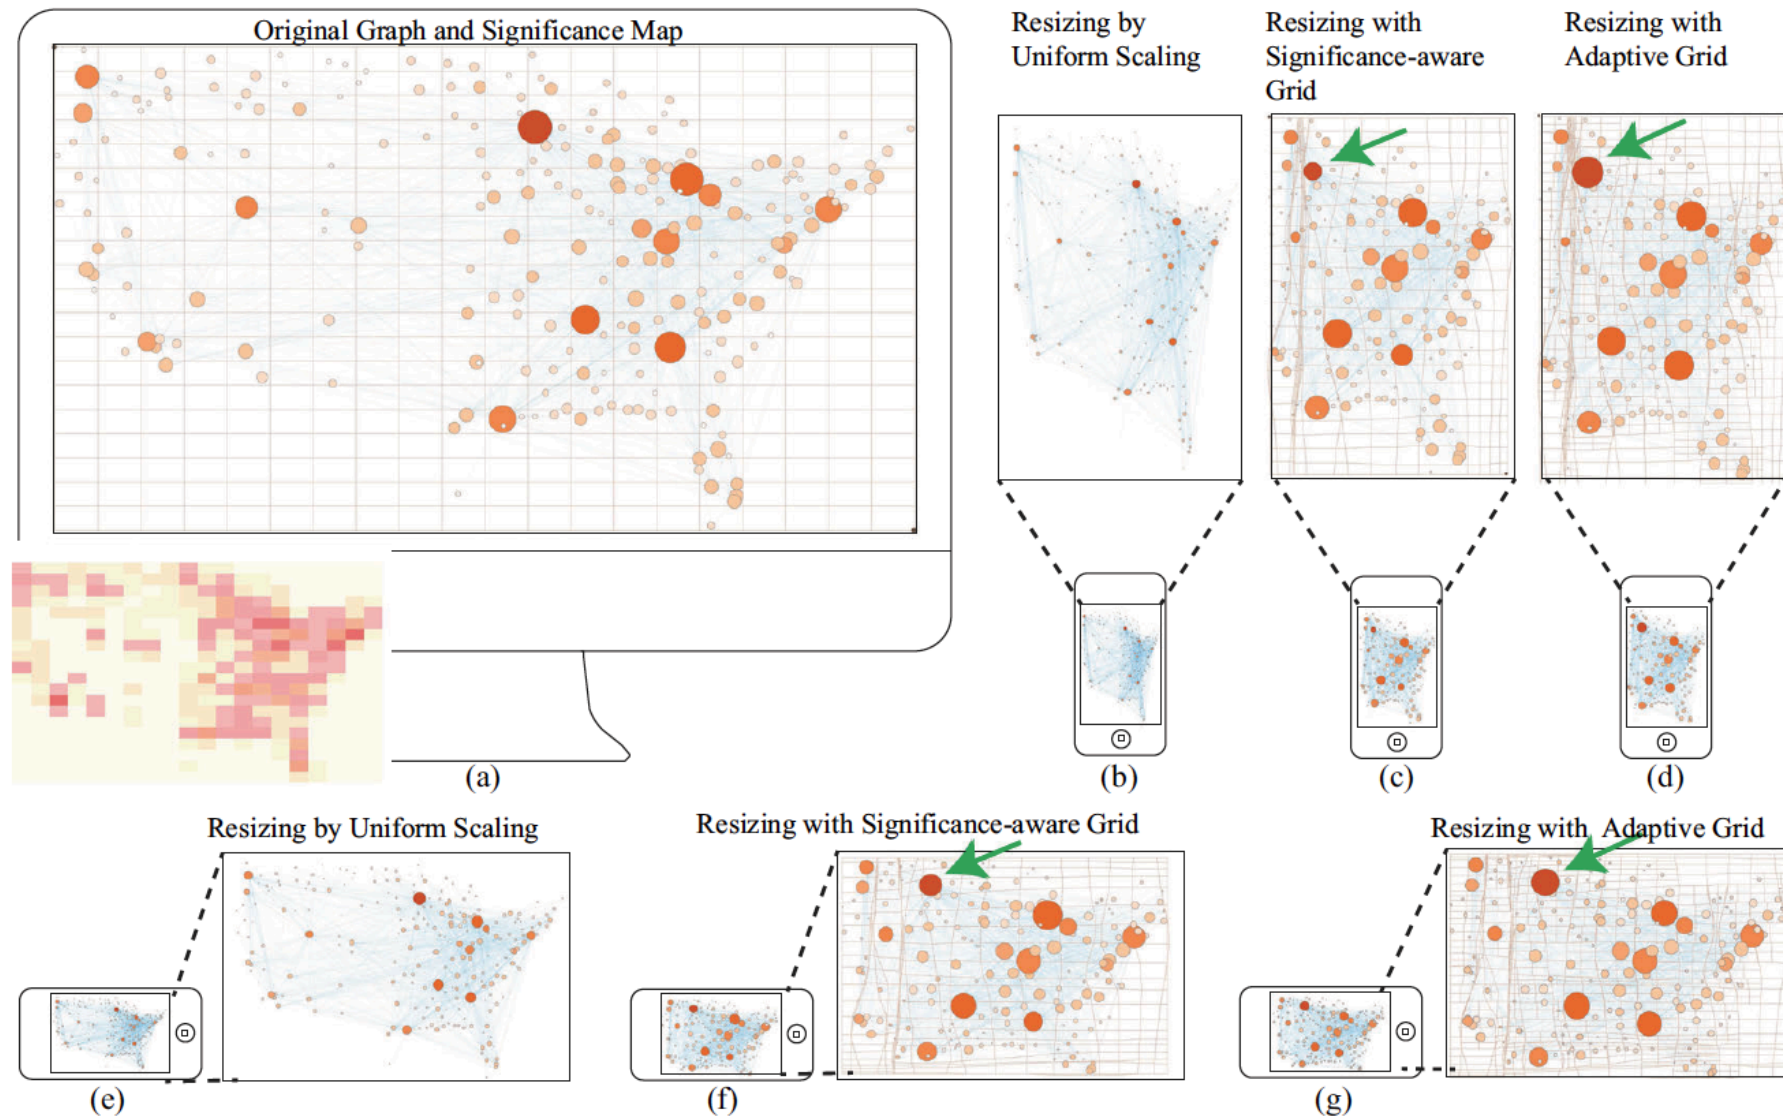 Original Graph and Significance Map
Resizing by
Uniform Scaling
Resizing with
Significance-aware
Grid
Resizing with
Adaptive Grid
(a)
(b)
(c)
(d)
Resizing by Uniform Scaling
Resizing with Significance-aware Grid
Resizing with Adaptive Grid
(e)
(f)
(g)